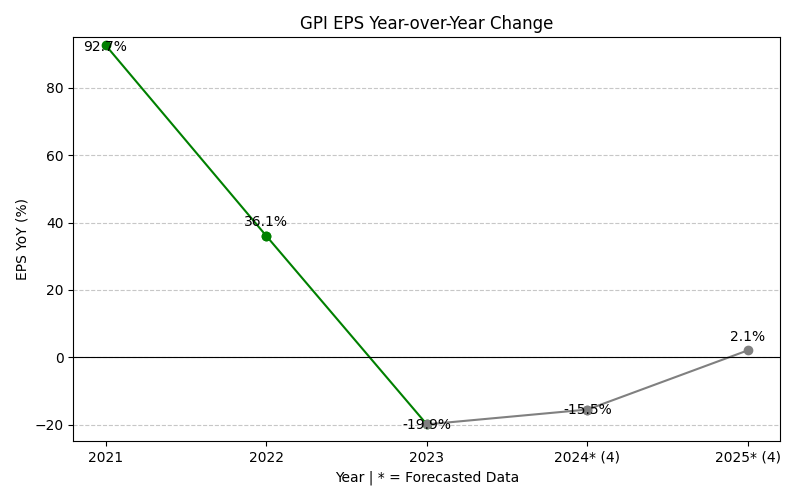 GPI EPS Year-over-Year Change
92.7%
80
60
40
36.1%
20
2.1%
0
-15.5%
-19.9%
−20
EPS YoY (%)
2021 2022 2023 2024* (4) 2025* (4)
Year | * = Forecasted Data